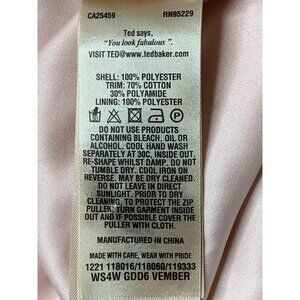 CA25459 RN95229
Ted says,
"You look fabulous".
VISIT TED@www.tedbaker.com
SHELL: 100% POLYESTER
TRIM: 70% COTTON
30% POLYAMIDE
LINING: 100% POLYESTER
DO NOT USE PRODUCTS
CONTAINING BLEACH, OIL OR
ALCOHOL. COOL HAND WASH
SEPARATELY AT 30C, INSIDE OUT.
RE-SHAPE WHILST DAMP. DO NOT
TUMBLE DRY. COOL IRON ON
REVERSE. MAY BE DRY CLEANED.
DO NOT LEAVE IN DIRECT
SUNLIGHT. PRIOR TO DRY
CLEANING, TO PROTECT THE ZIP
PULLER, TURN GARMENT INSIDE
OUT AND IF POSSIBLE COVER THE
PULLER WITH CLOTH.
MANUFACTURED IN CHINA
MADE WITH CARE, WEAR WITH PRIDE
1221 118016/118060/119333
WS4W GDD6 VEMBER